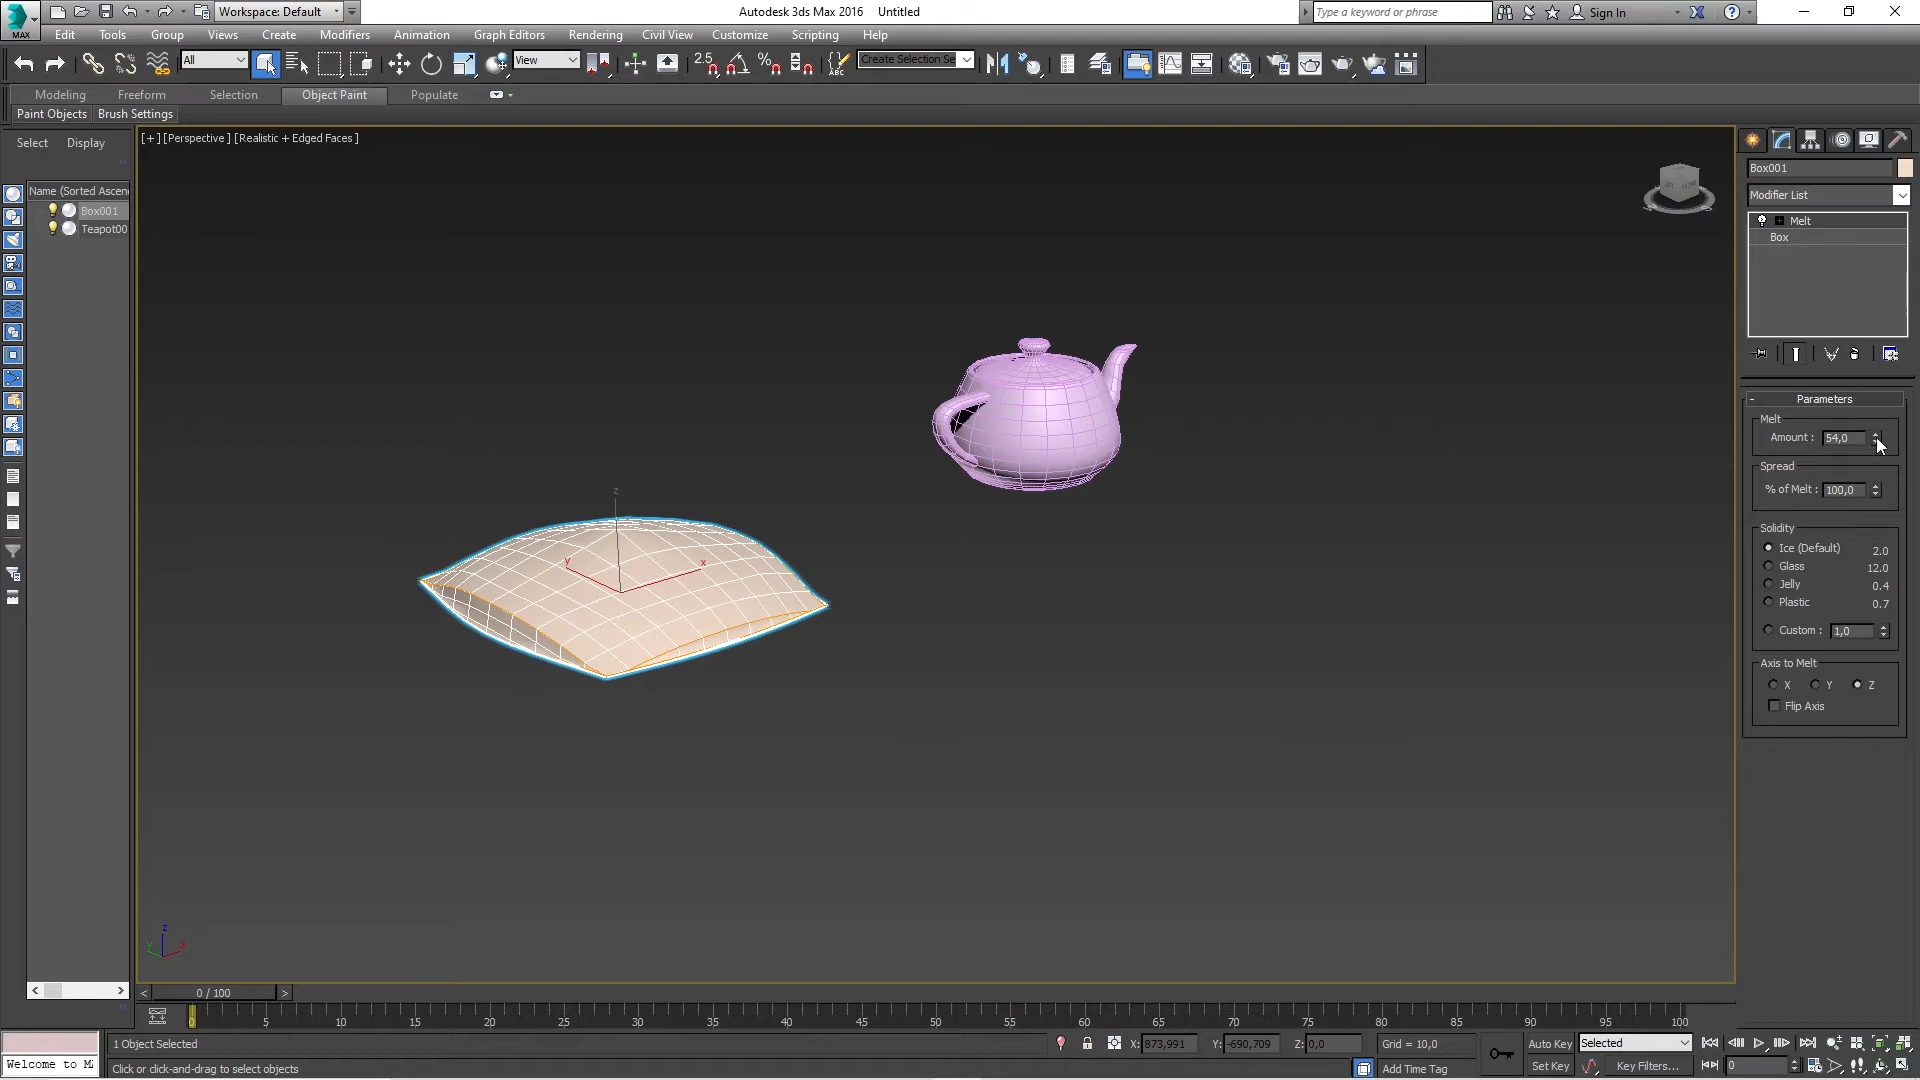 Workspace: Default
Autodesk 3ds Max 2016 Untitled
Type a keyword or phrase
Sign In
MAX
Edit Tools Group Views Create Modifiers Animation Graph Editors Rendering Civil View Customize Scripting Help
All
View
2.5
ABC
Create Selection Se
Modeling Freeform Selection Object Paint Populate
Paint Objects Brush Settings
Select Display
Name (Sorted Ascen
Box001
Teapot00
[+] [Perspective] [Realistic + Edged Faces]
z
y
x
z
y
x
Box001
Modifier List
Melt
Box
- Parameters
Melt
Amount : 54,0
Spread
% of Melt : 100,0
Solidity
Ice (Default) 2.0
Glass 12.0
Jelly 0.4
Plastic 0.7
Custom : 1,0
Axis to Melt
X Y Z
Flip Axis
< 0 / 100 >
0 5 10 15 20 25 30 35 40 45 50 55 60 65 70 75 80 85 90 95 100
1 Object Selected
X: 873,991 Y: -690,709 Z: 0,0
Grid = 10,0
Auto Key Selected
Welcome to M
Click or click-and-drag to select objects
Add Time Tag
Set Key Key Filters...
0